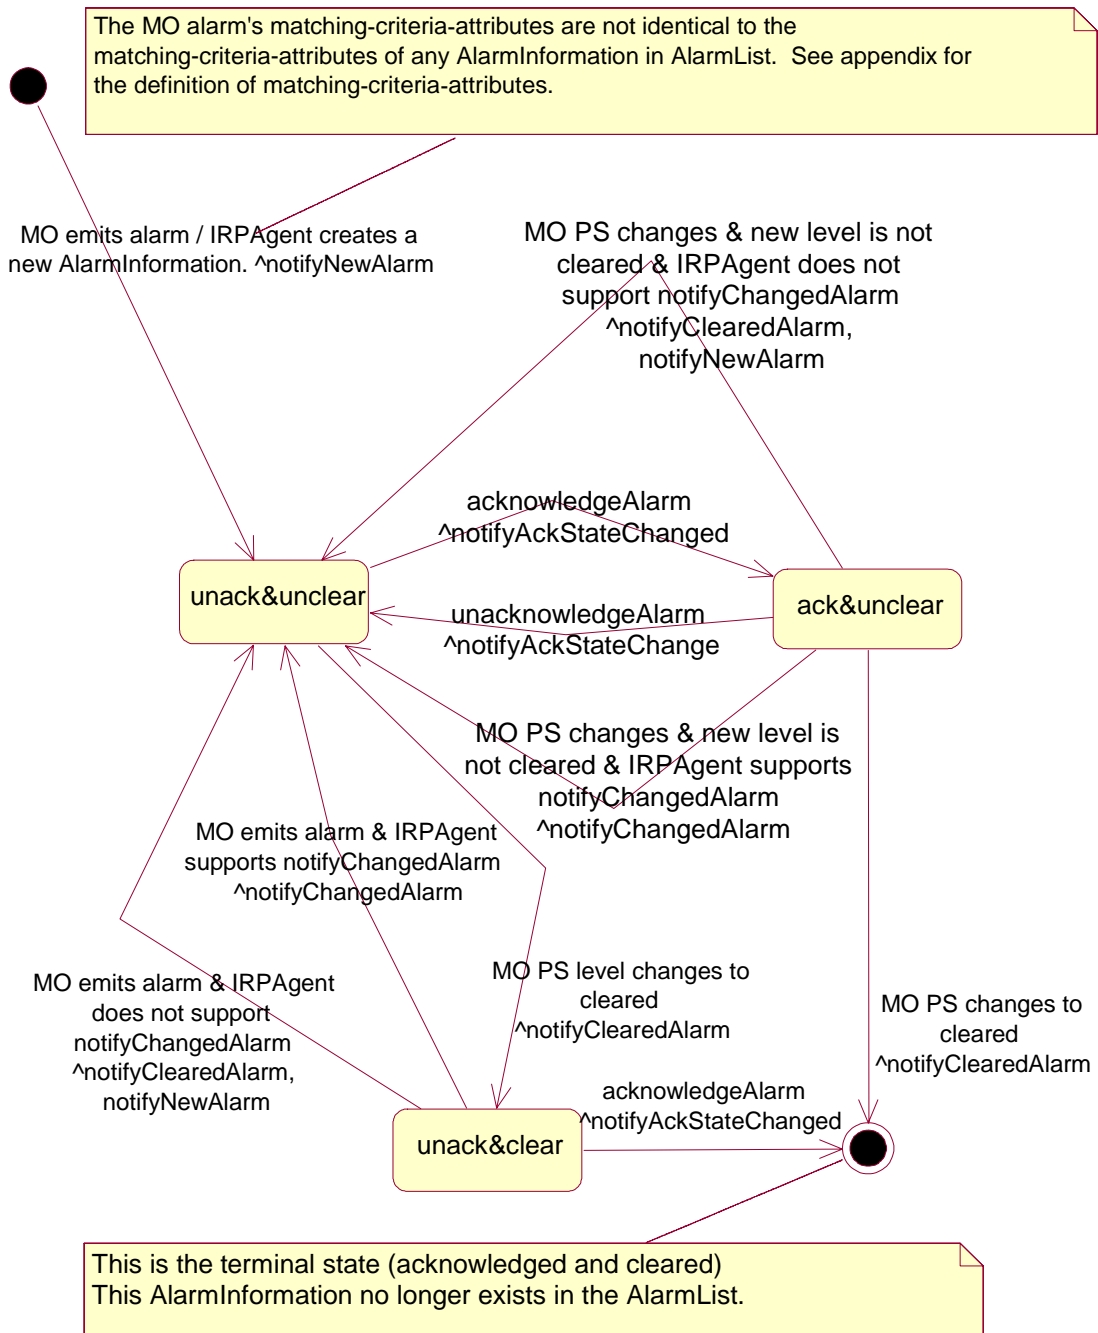 The MO alarm's matching-criteria-attributes are not identical to the
matching-criteria-attributes of any AlarmInformation in AlarmList.  See appendix for
the definition of matching-criteria-attributes.
MO emits alarm / IRPAgent creates a
new AlarmInformation. ^notifyNewAlarm
MO PS changes & new level is not
cleared & IRPAgent does not
support notifyChangedAlarm
^notifyClearedAlarm,
notifyNewAlarm
acknowledgeAlarm
^notifyAckStateChanged
unack&unclear
ack&unclear
unacknowledgeAlarm
^notifyAckStateChange
MO PS changes & new level is
not cleared & IRPAgent supports
notifyChangedAlarm
^notifyChangedAlarm
MO emits alarm & IRPAgent
supports notifyChangedAlarm
^notifyChangedAlarm
MO emits alarm & IRPAgent
does not support
notifyChangedAlarm
^notifyClearedAlarm,
notifyNewAlarm
MO PS level changes to
cleared
^notifyClearedAlarm
MO PS changes to
cleared
^notifyClearedAlarm
acknowledgeAlarm
^notifyAckStateChanged
unack&clear
This is the terminal state (acknowledged and cleared)
This AlarmInformation no longer exists in the AlarmList.